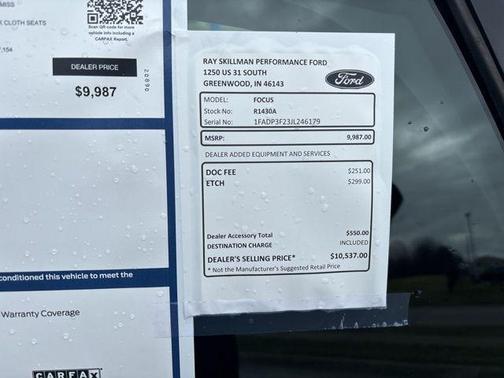 MISS
Scan QR code for more
vehicle info including a
CARFAX Report.
CLOTH SEATS
DEALER PRICE
$9,987
20890
RAY SKILLMAN PERFORMANCE FORD
1250 US 31 SOUTH
GREENWOOD, IN 46143
Ford
MODEL: FOCUS
Stock No: R1430A
Serial No: 1FADP3F23JL246179
MSRP: 9,987.00
DEALER ADDED EQUIPMENT AND SERVICES
DOC FEE $251.00
ETCH $299.00
Dealer Accessory Total $550.00
DESTINATION CHARGE INCLUDED
DEALER'S SELLING PRICE* $10,537.00
* Not the Manufacturer's Suggested Retail Price
conditioned this vehicle to meet the
Warranty Coverage
CARFAX